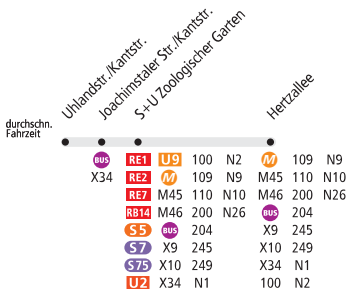 Uhlandstr./Kantstr.
Joachimstaler Str./Kantstr.
S+U Zoologischer Garten
Hertzallee
durchschn.
Fahrzeit
BUS RE1 U9 100 N2 M 109 N9
X34 RE2 M 109 N9 M45 110 N10
RE7 M45 110 N10 M46 200 N26
RB14 M46 200 N26 BUS 204
S5 BUS 204 X9 245
S7 X9 245 X10 249
S75 X10 249 X34 N1
U2 X34 N1 100 N2